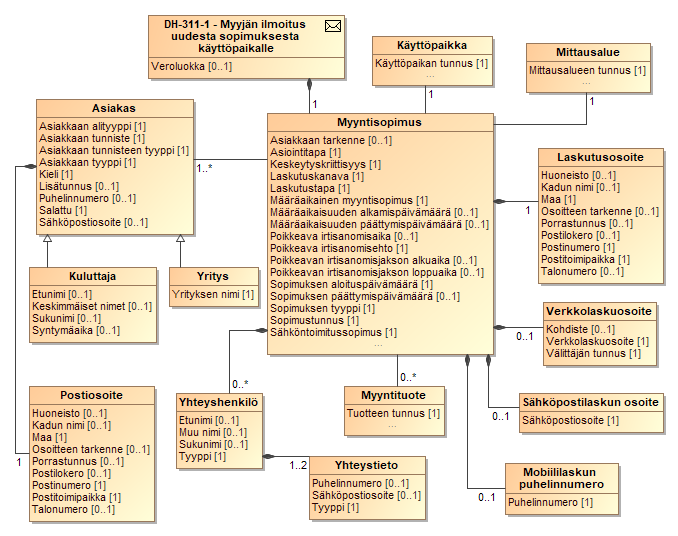 DH-311-1 - Myyjän ilmoitus
uudesta sopimuksesta
käyttöpaikalle
Veroluokka [0..1]
1
Käyttöpaikka
Käyttöpaikan tunnus [1]
...
1
Mittausalue
Mittausalueen tunnus [1]
...
1
Asiakas
Asiakkaan alityyppi [1]
Asiakkaan tunniste [1]
Asiakkaan tunnisteen tyyppi [1]
Asiakkaan tyyppi [1]
Kieli [1]
Lisätunnus [0..1]
Puhelinnumero [0..1]
Salattu [1]
Sähköpostiosoite [0..1]
1..*
Myyntisopimus
Asiakkaan tarkenne [0..1]
Asiointitapa [1]
Keskeytyskriittisyys [1]
Laskutuskanava [1]
Laskutustapa [1]
Määräaikainen myyntisopimus [1]
Määräaikaisuuden alkamispäivämäärä [0..1]
Määräaikaisuuden päättymispäivämäärä [0..1]
Poikkeava irtisanomisaika [0..1]
Poikkeava irtisanomisehto [0..1]
Poikkeavan irtisanomisjakson alkuaika [0..1]
Poikkeavan irtisanomisjakson loppuaika [0..1]
Sopimuksen aloituspäivämäärä [1]
Sopimuksen päättymispäivämäärä [0..1]
Sopimuksen tyyppi [1]
Sopimustunnus [1]
Sähköntoimitussopimus [1]
...
Laskutusosoite
Huoneisto [0..1]
Kadun nimi [0..1]
Maa [1]
Osoitteen tarkenne [0..1]
Porrastunnus [0..1]
Postilokero [0..1]
Postinumero [1]
Postitoimipaikka [1]
Talonumero [0..1]
1
Kuluttaja
Etunimi [0..1]
Keskimmäiset nimet [0..1]
Sukunimi [0..1]
Syntymäaika [0..1]
Yritys
Yrityksen nimi [1]
Verkkolaskuosoite
Kohdiste [0..1]
Verkkolaskuosoite [1]
Välittäjän tunnus [1]
0..1
Postiosoite
Huoneisto [0..1]
Kadun nimi [0..1]
Maa [1]
Osoitteen tarkenne [0..1]
Porrastunnus [0..1]
Postilokero [0..1]
Postinumero [1]
Postitoimipaikka [1]
Talonumero [0..1]
1
0..*
Yhteyshenkilö
Etunimi [0..1]
Muu nimi [0..1]
Sukunimi [0..1]
Tyyppi [1]
0..*
Myyntituote
Tuotteen tunnus [1]
...
Sähköpostilaskun osoite
Sähköpostiosoite [1]
0..1
1..2
Yhteystieto
Puhelinnumero [0..1]
Sähköpostiosoite [0..1]
Tyyppi [1]
Mobiililaskun
puhelinnumero
Puhelinnumero [1]
0..1